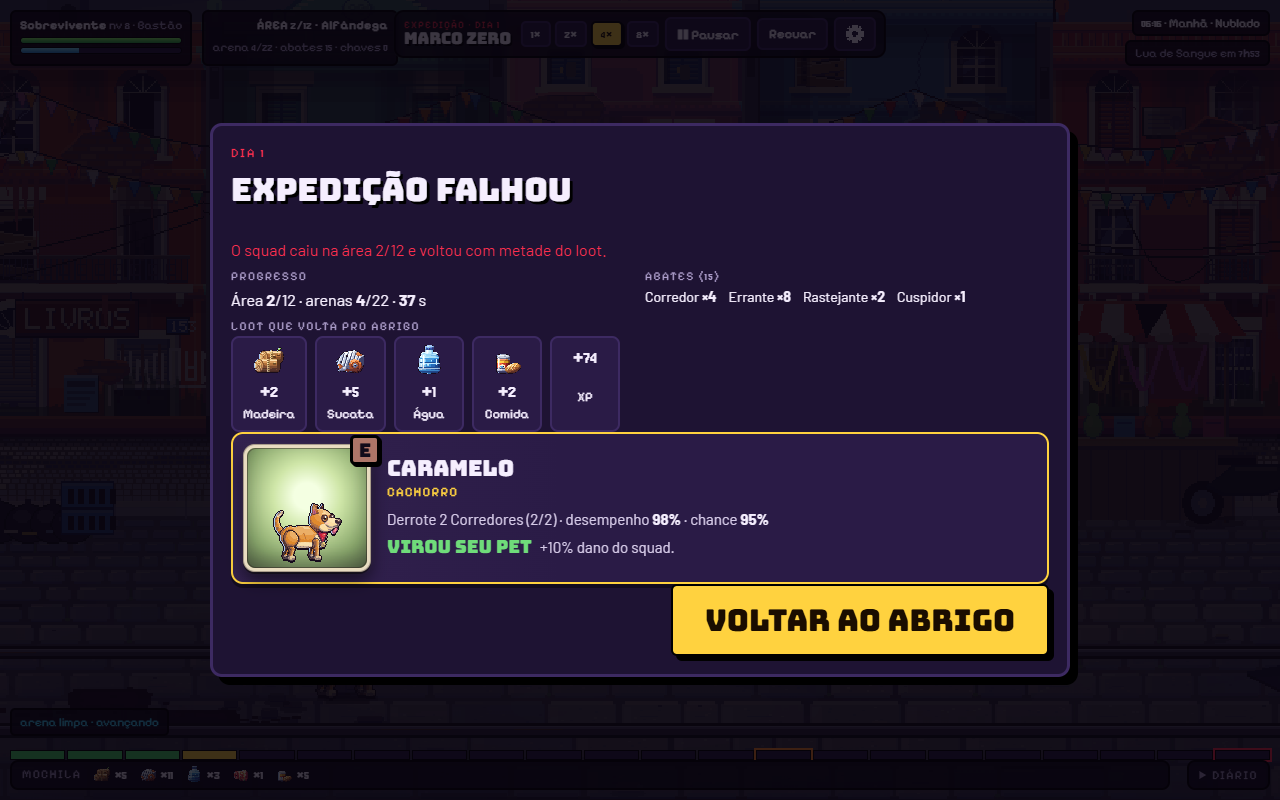 Sobrevivente nv 8 · Gastão
ÁREA 2/12 · Alfândega
arena 4/22 · abates 15 · chaves 0
EXPEDIÇÃO · DIA 1
MARCO ZERO
1× 2× 4× 8× Pausar Recuar
05:45 · Manhã · Nublado
Lua de Sangue em 7h53
DIA 1
EXPEDIÇÃO FALHOU
O squad caiu na área 2/12 e voltou com metade do loot.
PROGRESSO
Área 2/12 · arenas 4/22 · 37 s
ABATES (15)
Corredor ×4 Errante ×8 Rastejante ×2 Cuspidor ×1
LOOT QUE VOLTA PRO ABRIGO
+2 Madeira
+5 Sucata
+1 Água
+2 Comida
+74 XP
E
CARAMELO
CACHORRO
Derrote 2 Corredores (2/2) · desempenho 98% · chance 95%
VIROU SEU PET +10% dano do squad.
VOLTAR AO ABRIGO
LIVROS
153
arena limpa · avançando
MOCHILA ×5 ×11 ×3 ×1 ×5
DIÁRIO